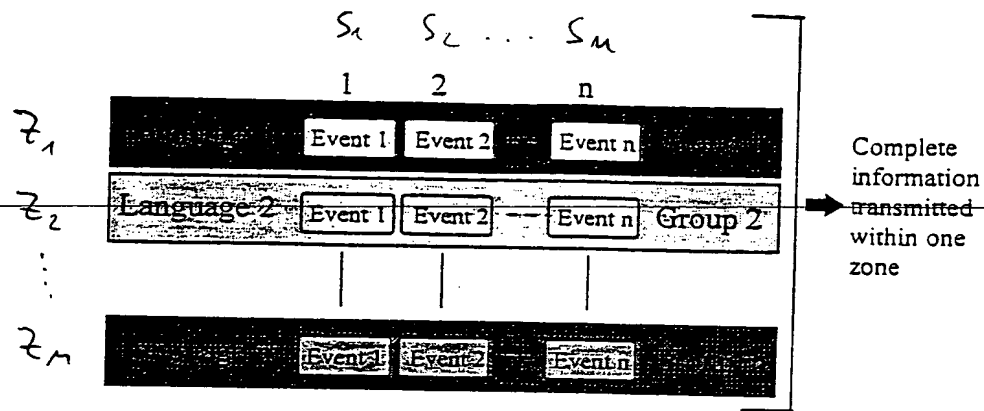 S1 S2 ... Sn
1 2 n
Z1 Event 1 Event 2 --- Event n
Z2 Language 2 Event 1 Event 2 --- Event n Group 2
Zn Event 1 Event 2 Event n
Complete
information
transmitted
within one
zone